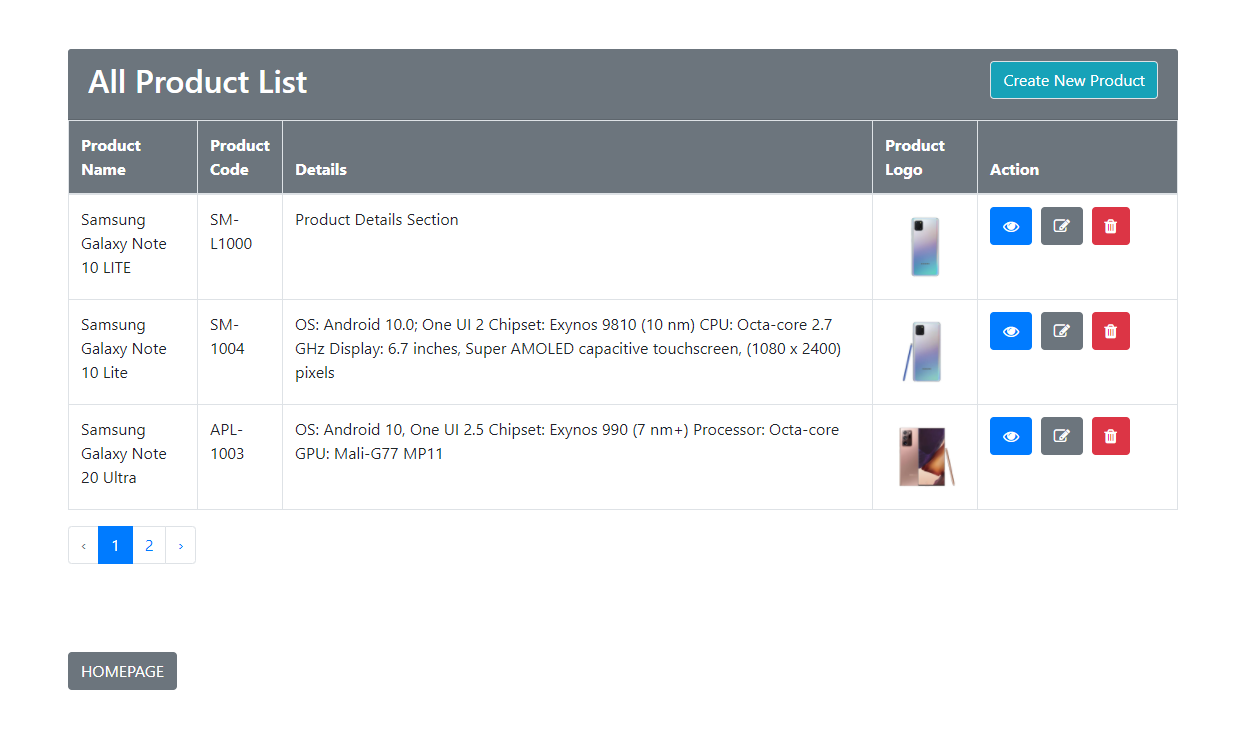 All Product List
Create New Product
Product
Name
Product
Code
Details
Product
Logo
Action
Samsung
Galaxy Note
10 LITE
SM-
L1000
Product Details Section
Samsung
Galaxy Note
10 Lite
SM-
1004
OS: Android 10.0; One UI 2 Chipset: Exynos 9810 (10 nm) CPU: Octa-core 2.7
GHz Display: 6.7 inches, Super AMOLED capacitive touchscreen, (1080 x 2400)
pixels
Samsung
Galaxy Note
20 Ultra
APL-
1003
OS: Android 10, One UI 2.5 Chipset: Exynos 990 (7 nm+) Processor: Octa-core
GPU: Mali-G77 MP11
‹ 1 2 ›
HOMEPAGE